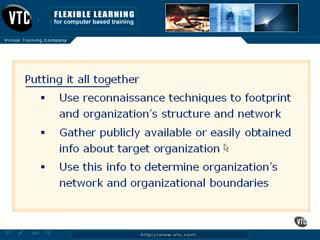 VTC
FLEXIBLE LEARNING
for computer based training
Virtual Training Company
Putting it all together
▪ Use reconnaissance techniques to footprint
and organization's structure and network
▪ Gather publicly available or easily obtained
info about target organization
▪ Use this info to determine organization's
network and organizational boundaries
VTC
http://www.vtc.com